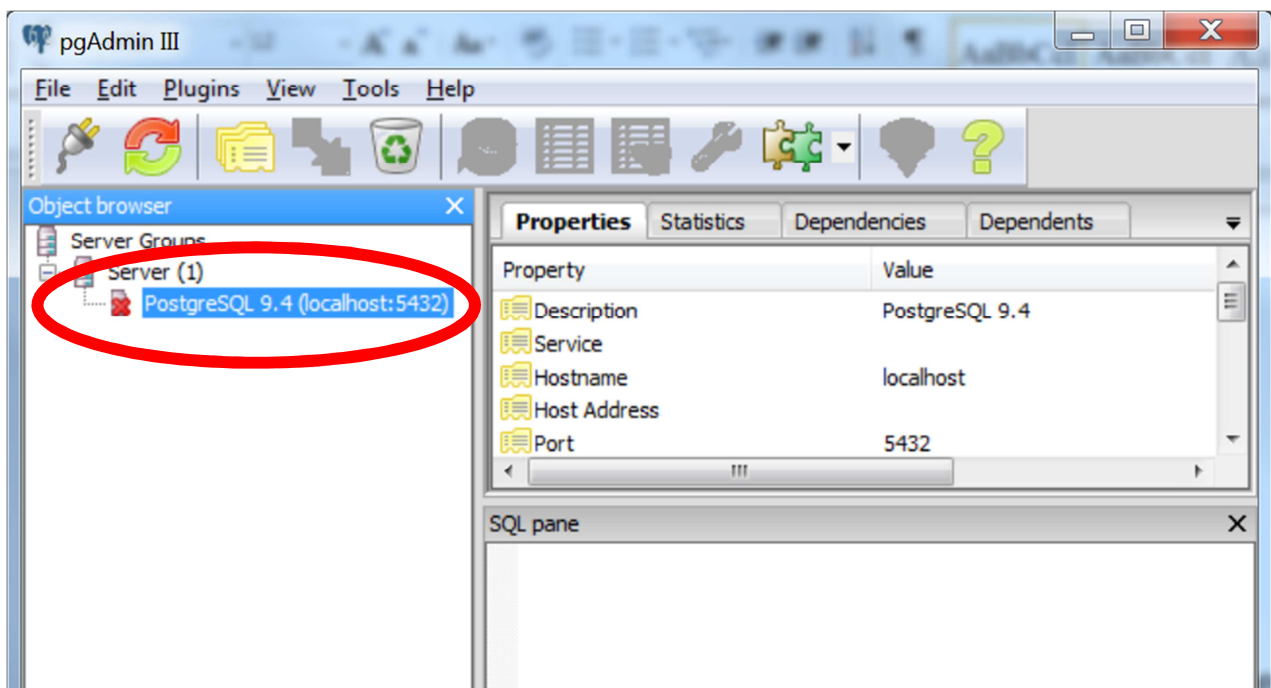 pgAdmin III
File Edit Plugins View Tools Help
Object browser
Server Groups
Server (1)
PostgreSQL 9.4 (localhost:5432)
Properties Statistics Dependencies Dependents
Property Value
Description PostgreSQL 9.4
Service
Hostname localhost
Host Address
Port 5432
SQL pane